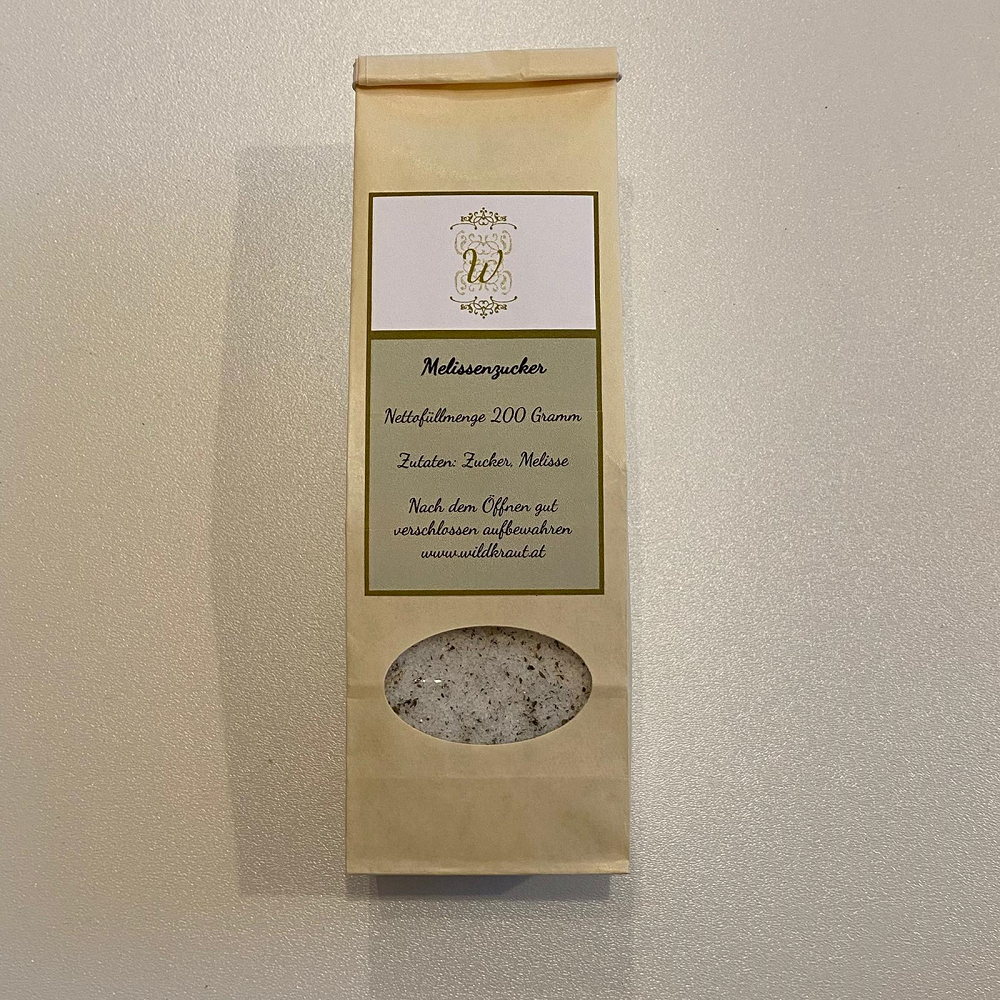 W
Melissenzucker
Nettofüllmenge 200 Gramm
Zutaten: Zucker, Melisse
Nach dem Öffnen gut
verschlossen aufbewahren
www.wildkraut.at